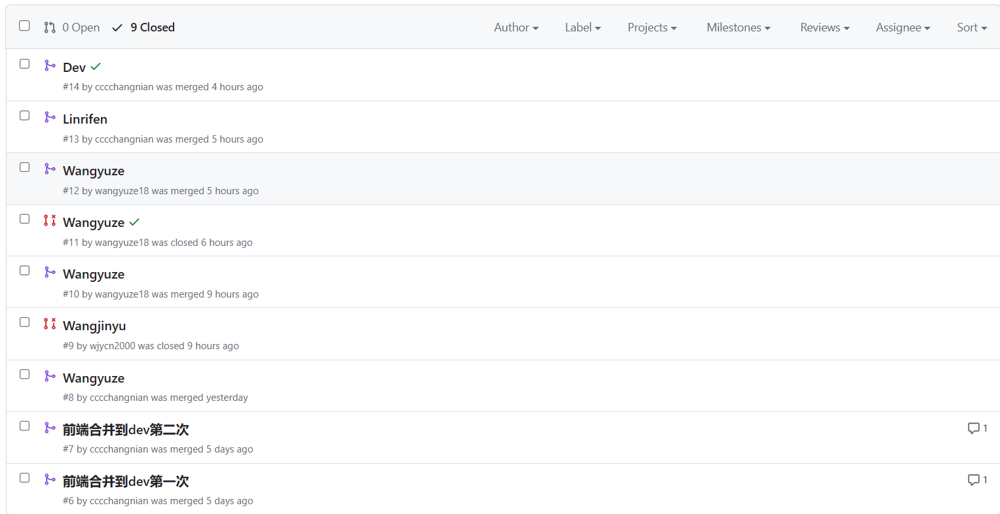 0 Open 9 Closed Author Label Projects Milestones Reviews Assignee Sort
Dev
#14 by cccchangnian was merged 4 hours ago
Linrifen
#13 by cccchangnian was merged 5 hours ago
Wangyuze
#12 by wangyuze18 was merged 5 hours ago
Wangyuze
#11 by wangyuze18 was closed 6 hours ago
Wangyuze
#10 by wangyuze18 was merged 9 hours ago
Wangjinyu
#9 by wjycn2000 was closed 9 hours ago
Wangyuze
#8 by cccchangnian was merged yesterday
前端合并到dev第二次 1
#7 by cccchangnian was merged 5 days ago
前端合并到dev第一次 1
#6 by cccchangnian was merged 5 days ago